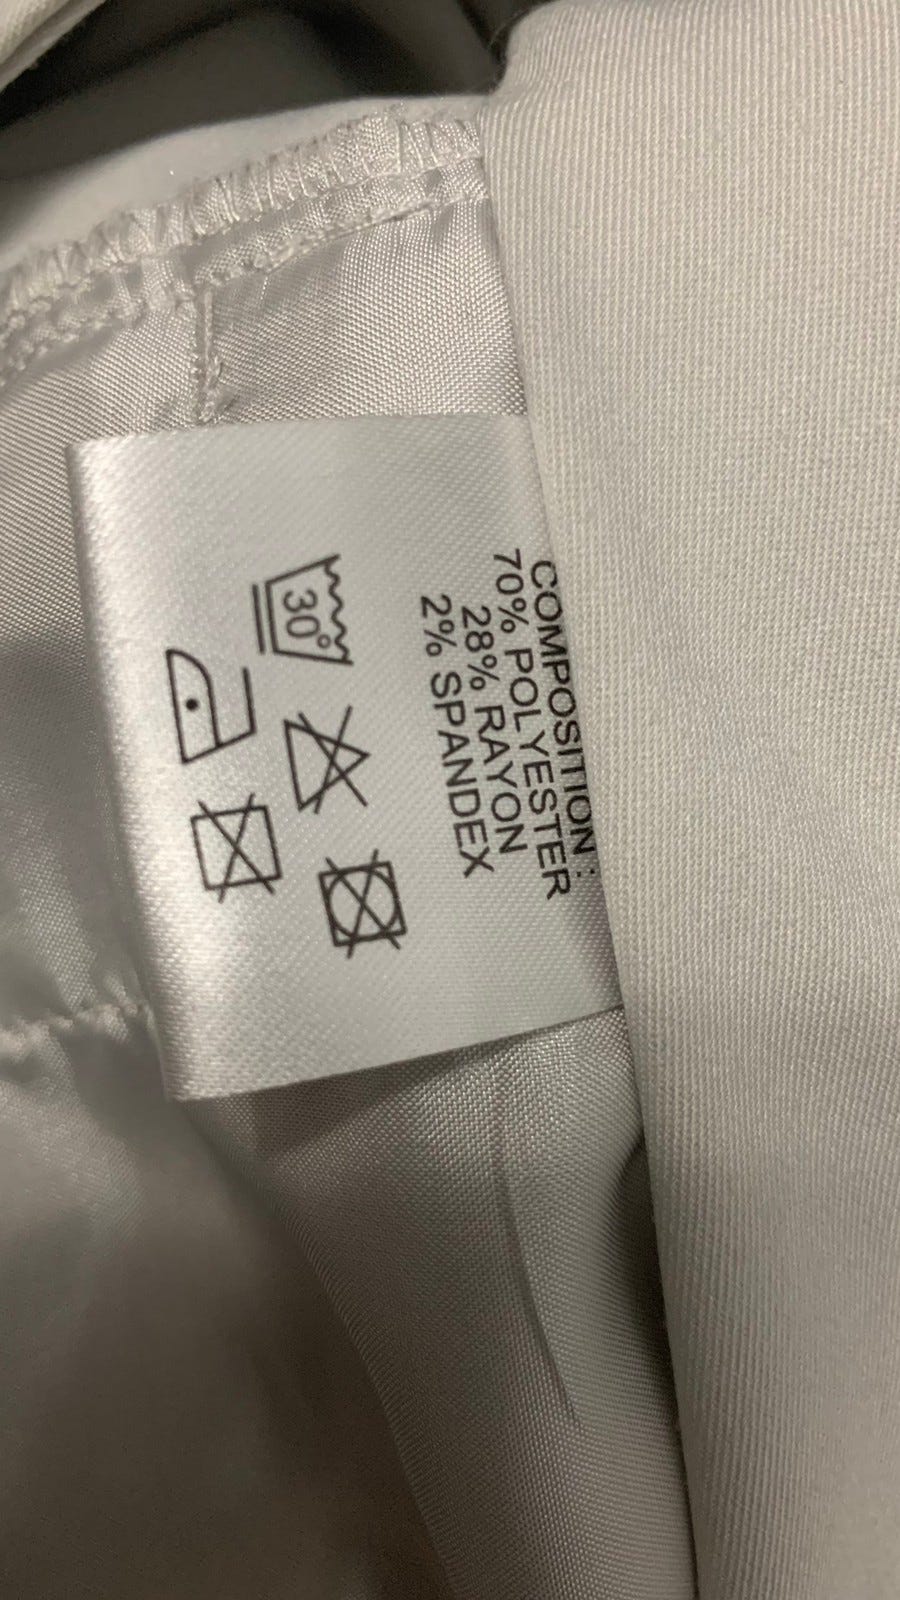 COMPOSITION :
70% POLYESTER
28% RAYON
2% SPANDEX
30°